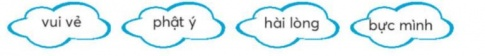 vui vẻ phật ý hài lòng bực mình